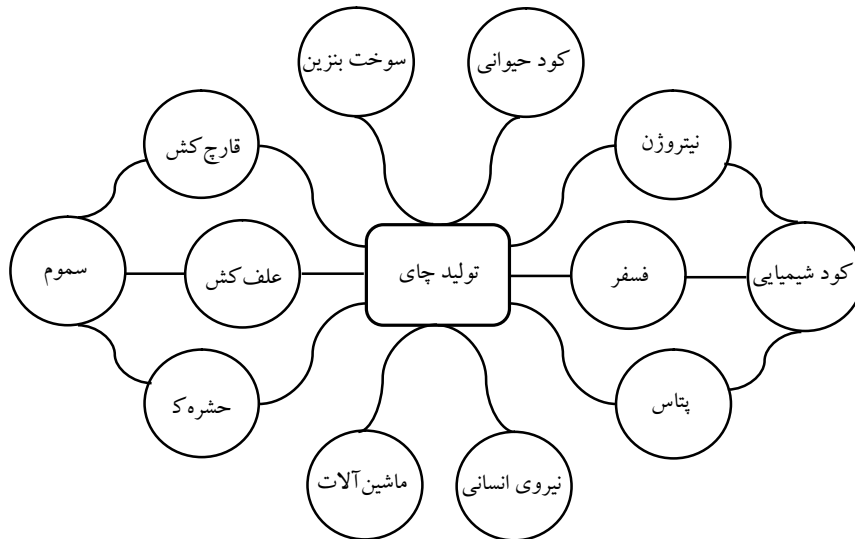 کود حیوانی
سوخت بنزین
نیتروژن
قارچ‌کش
کود شیمیایی
فسفر
تولید چای
علف‌کش
سموم
پتاس
حشره‌ک
نیروی انسانی
ماشین‌آلات